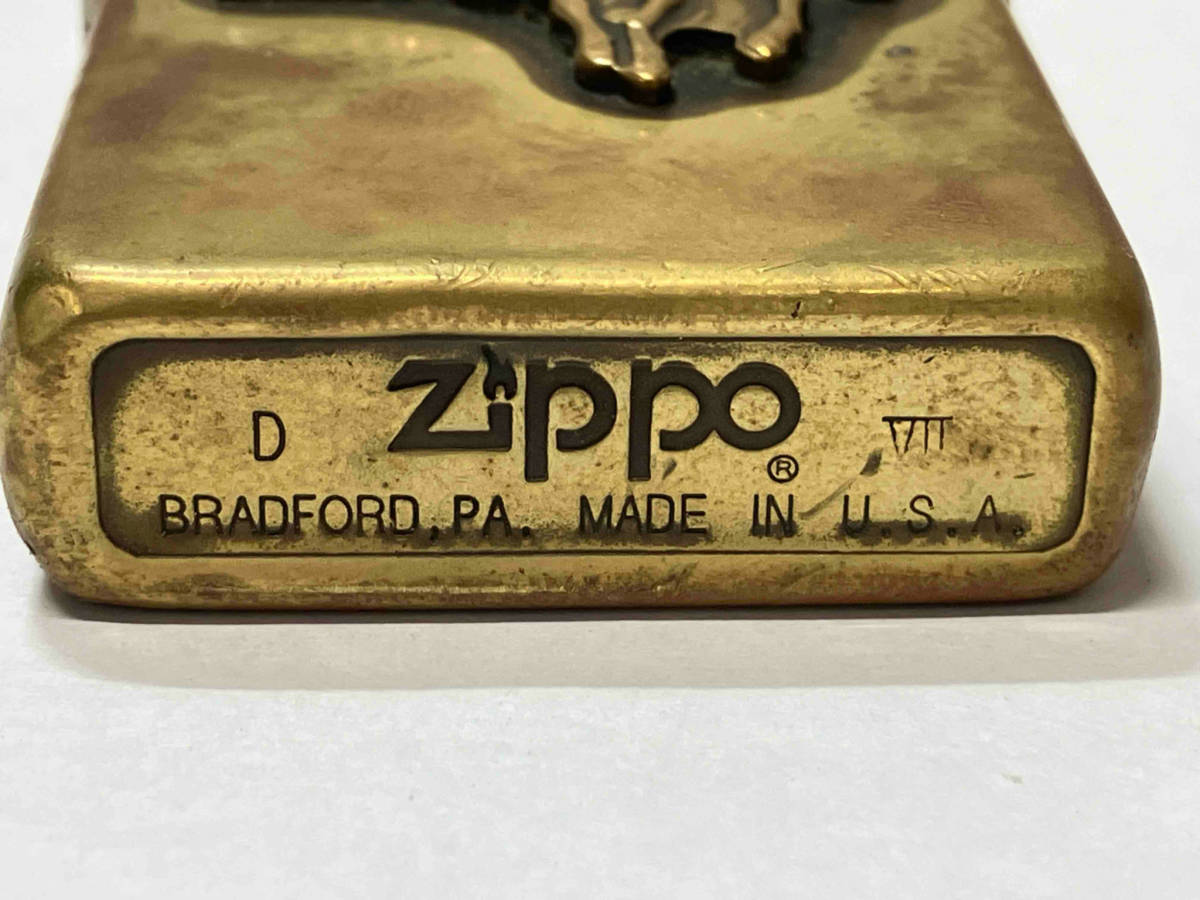 D Zippo® VII
BRADFORD, PA. MADE IN U.S.A.